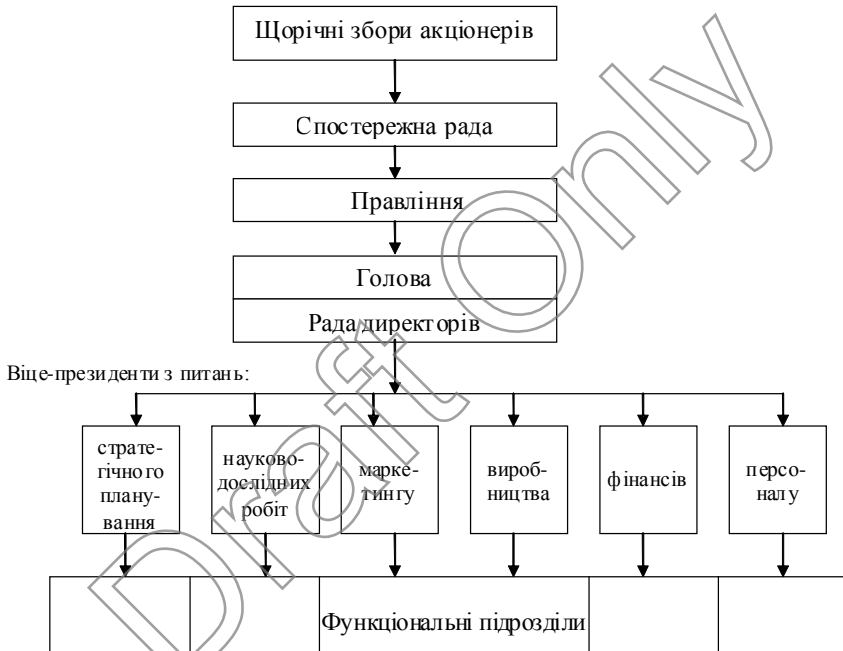 Щорічні збори акціонерів
Спостережна рада
Правління
Голова
Рада директорів
Віце-президенти з питань:
страте-
гічного
плану-
вання
науково-
дослідних
робіт
марке-
тингу
вироб-
ництва
фінансів
персо-
налу
Функціональні підрозділи
Draft Only